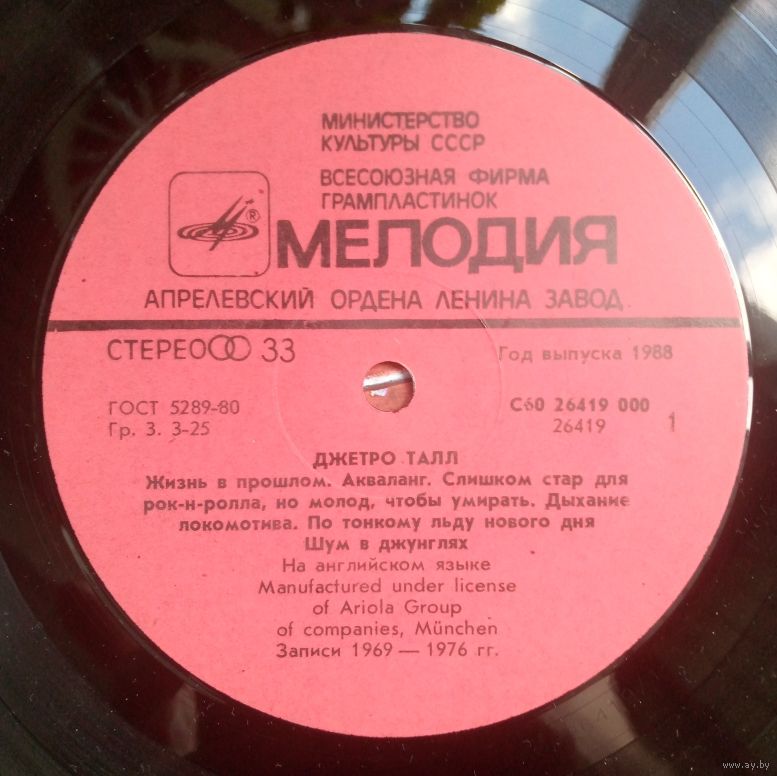 МИНИСТЕРСТВО
КУЛЬТУРЫ СССР
ВСЕСОЮЗНАЯ ФИРМА
ГРАМПЛАСТИНОК
®
МЕЛОДИЯ
АПРЕЛЕВСКИЙ ОРДЕНА ЛЕНИНА ЗАВОД
СТЕРЕО 33
Год выпуска 1988
ГОСТ 5289-80
Гр. 3. 3-25
С60 26419 000
26419 1
ДЖЕТРО ТАЛЛ
Жизнь в прошлом. Акваланг. Слишком стар для
рок-н-ролла, но молод, чтобы умирать. Дыхание
локомотива. По тонкому льду нового дня
Шум в джунглях
На английском языке
Manufactured under license
of Ariola Group
of companies, München
Записи 1969 — 1976 гг.
www.ay.by